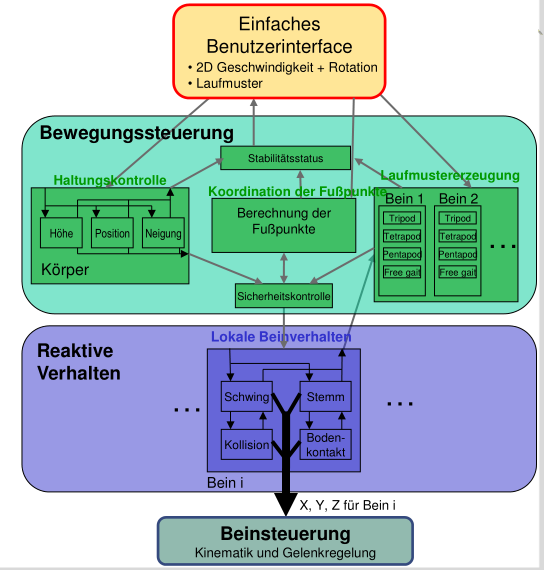 Einfaches
Benutzerinterface
• 2D Geschwindigkeit + Rotation
• Laufmuster
Bewegungssteuerung
Stabilitätsstatus
Haltungskontrolle
Koordination der Fußpunkte
Laufmustererzeugung
Höhe
Position
Neigung
Körper
Berechnung der
Fußpunkte
Bein 1
Tripod
Tetrapod
Pentapod
Free gait
Bein 2
Tripod
Tetrapod
Pentapod
Free gait
...
Sicherheitskontrolle
Reaktive
Verhalten
Lokale Beinverhalten
...
Schwing
Stemm
Kollision
Boden-
kontakt
...
Bein i
X, Y, Z für Bein i
Beinsteuerung
Kinematik und Gelenkregelung